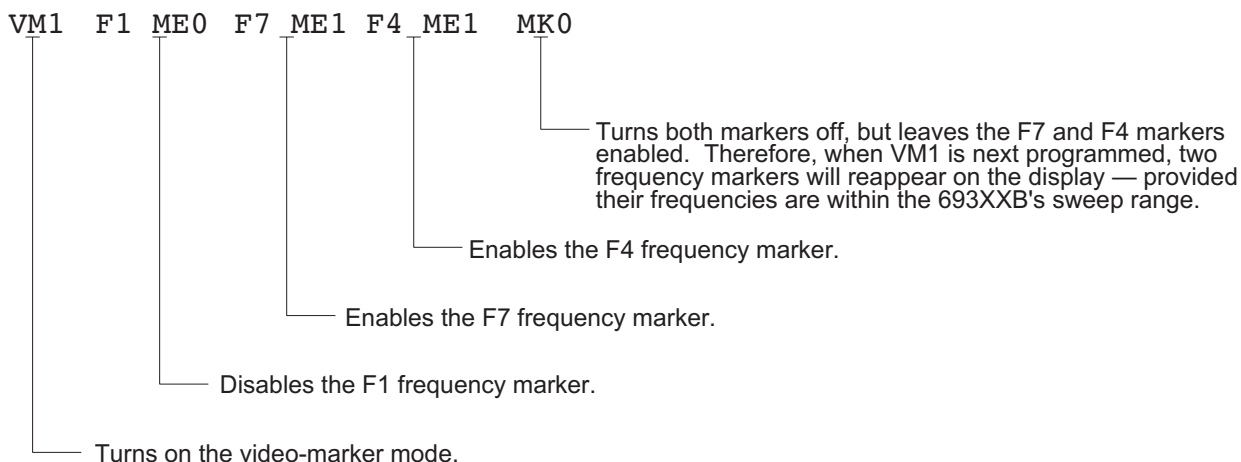 VM1 F1 ME0 F7 ME1 F4 ME1 MK0
Turns both markers off, but leaves the F7 and F4 markers
enabled. Therefore, when VM1 is next programmed, two
frequency markers will reappear on the display — provided
their frequencies are within the 693XXB's sweep range.
Enables the F4 frequency marker.
Enables the F7 frequency marker.
Disables the F1 frequency marker.
Turns on the video-marker mode.